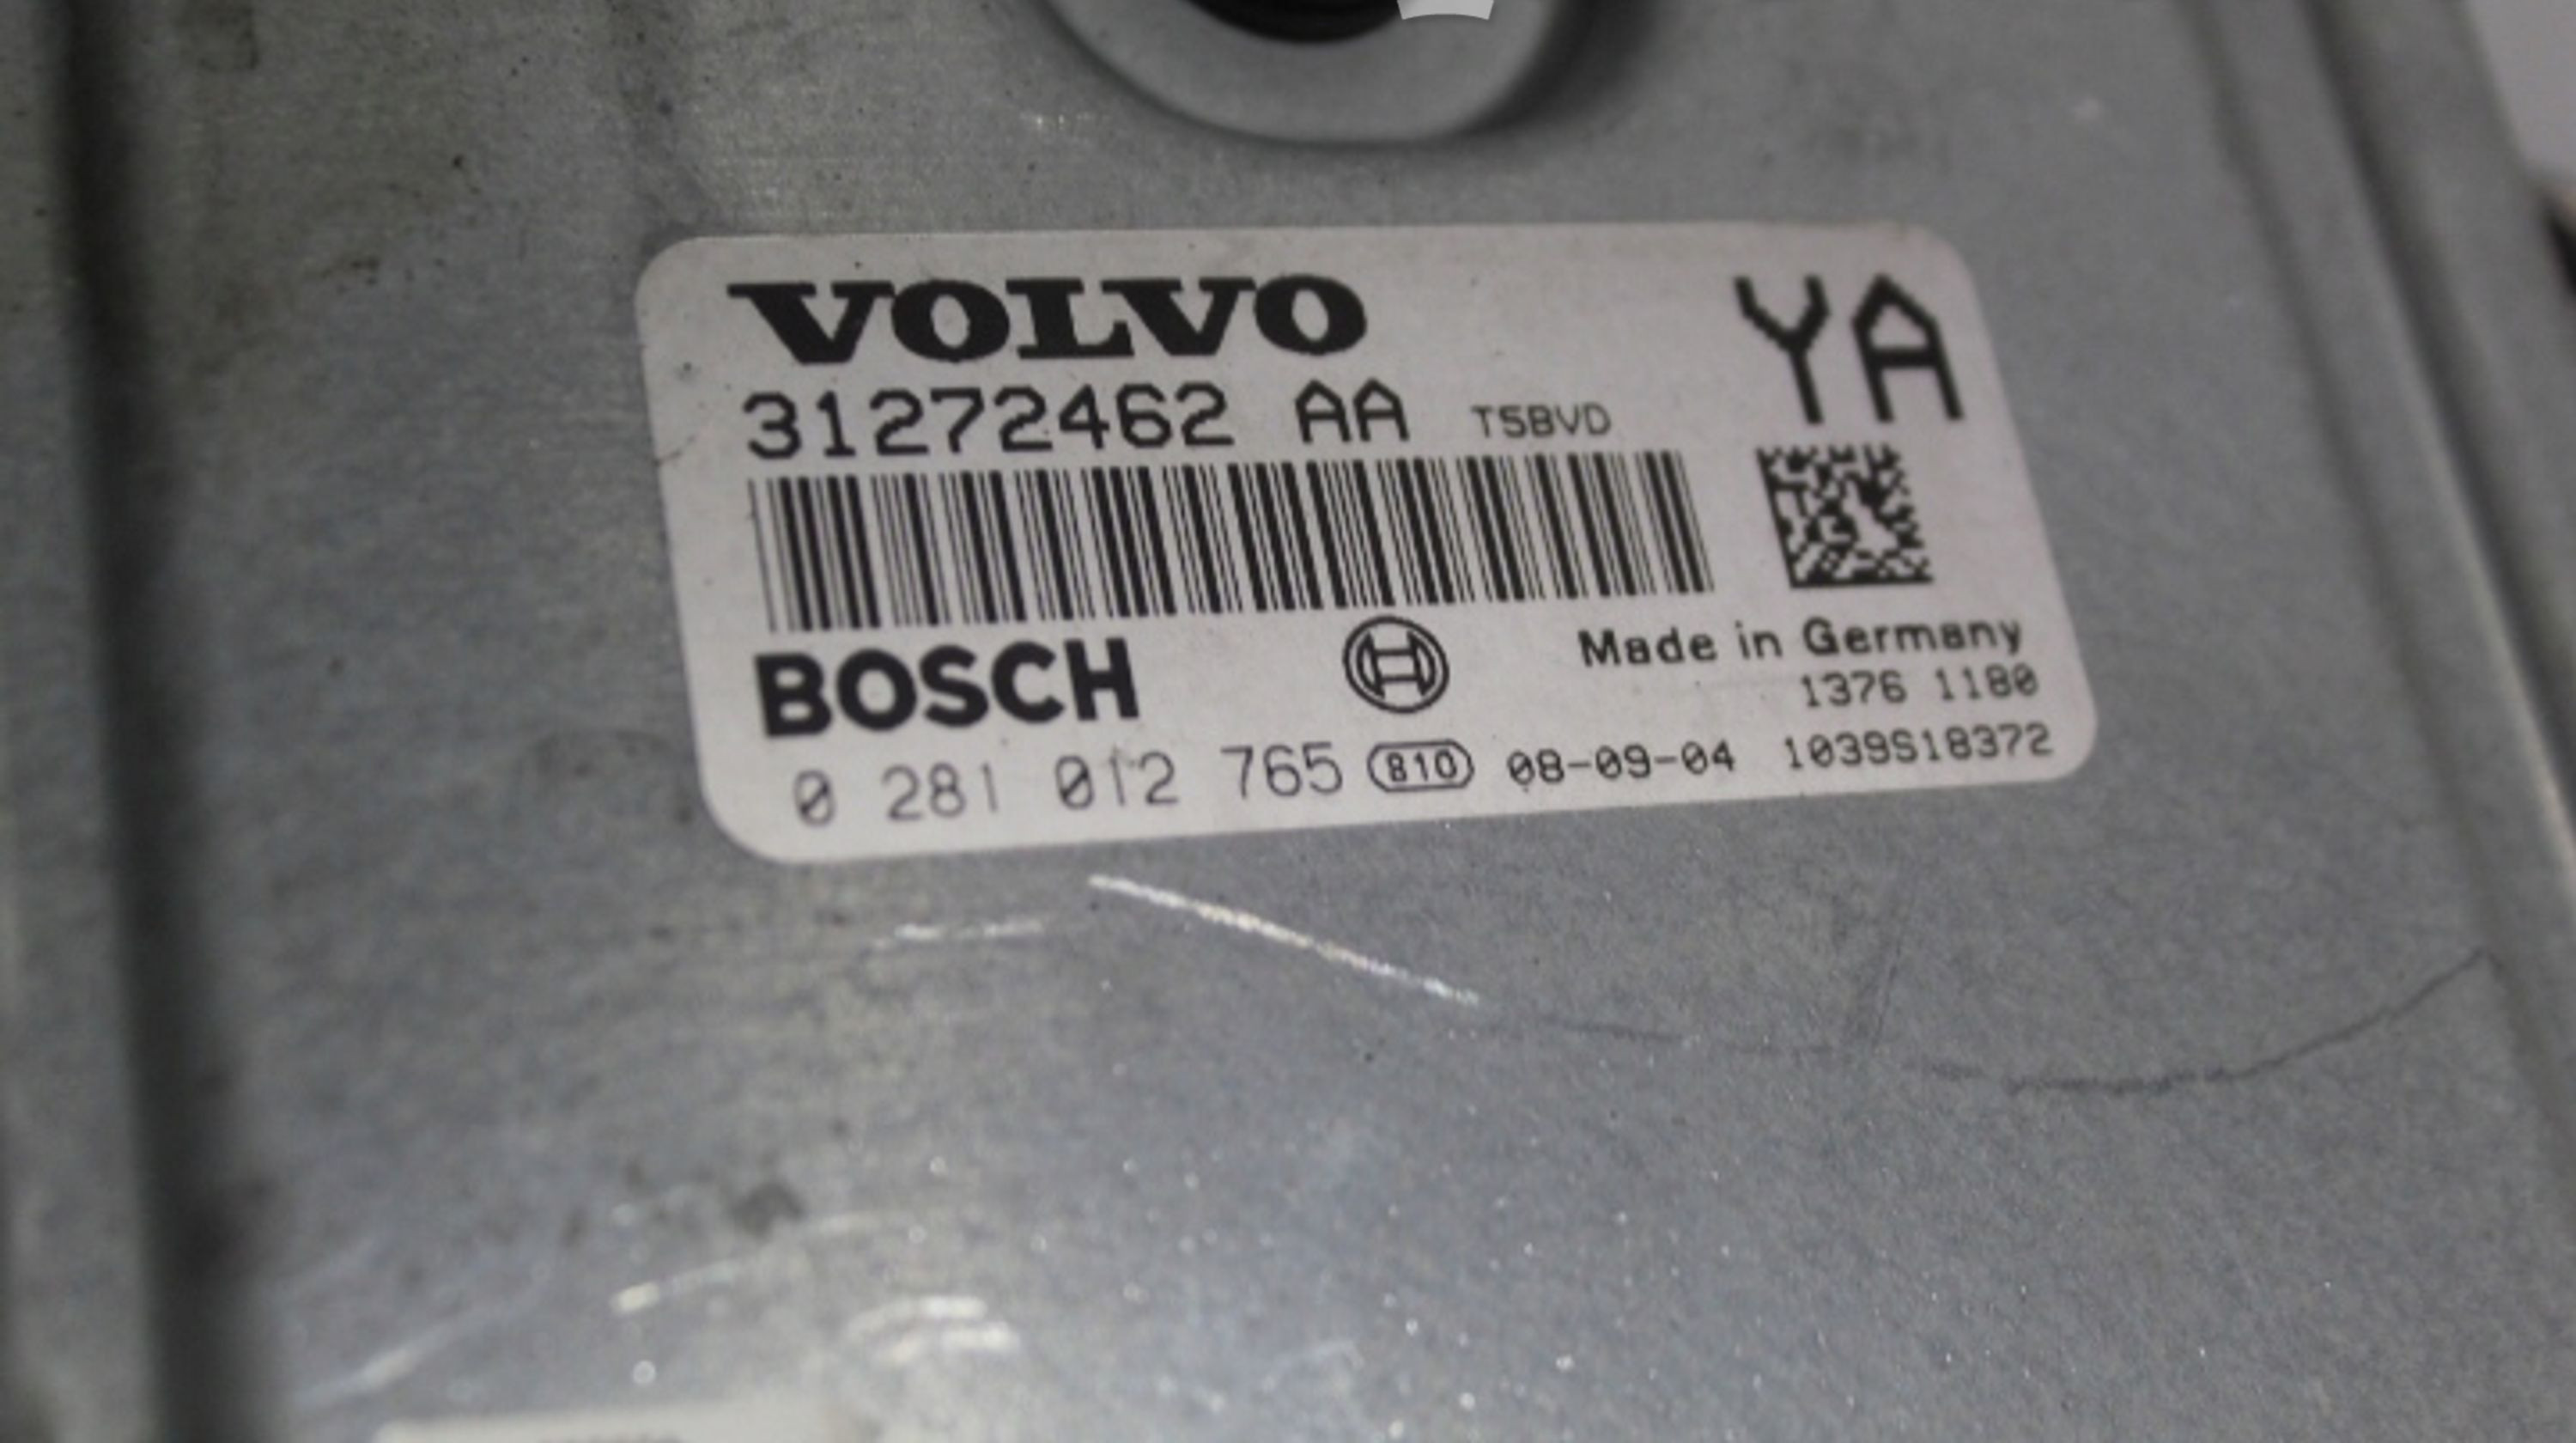 VOLVO YA
31272462 AA T5BVD
BOSCH Made in Germany
1376 1180
0 281 012 765 810 08-09-04 1039S18372